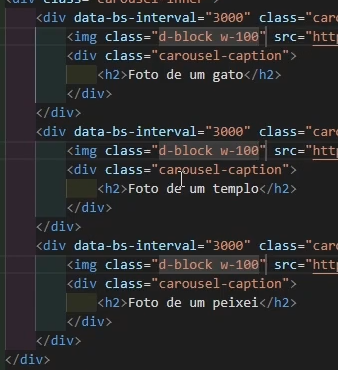 <div class="carousel-inner">
<div data-bs-interval="3000" class="caro
<img class="d-block w-100" src="http
<div class="carousel-caption">
<h2>Foto de um gato</h2>
</div>
</div>
<div data-bs-interval="3000" class="caro
<img class="d-block w-100" src="http
<div class="carousel-caption">
<h2>Foto de um templo</h2>
</div>
</div>
<div data-bs-interval="3000" class="caro
<img class="d-block w-100" src="http
<div class="carousel-caption">
<h2>Foto de um peixei</h2>
</div>
</div>
</div>